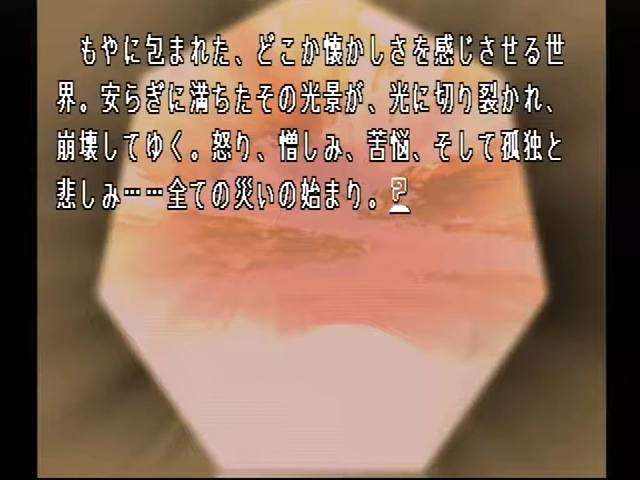 もやに包まれた、どこか懐かしさを感じさせる世
界。安らぎに満ちたその光景が、光に切り裂かれ、
崩壊してゆく。怒り、憎しみ、苦悩、そして孤独と
悲しみ……全ての災いの始まり。